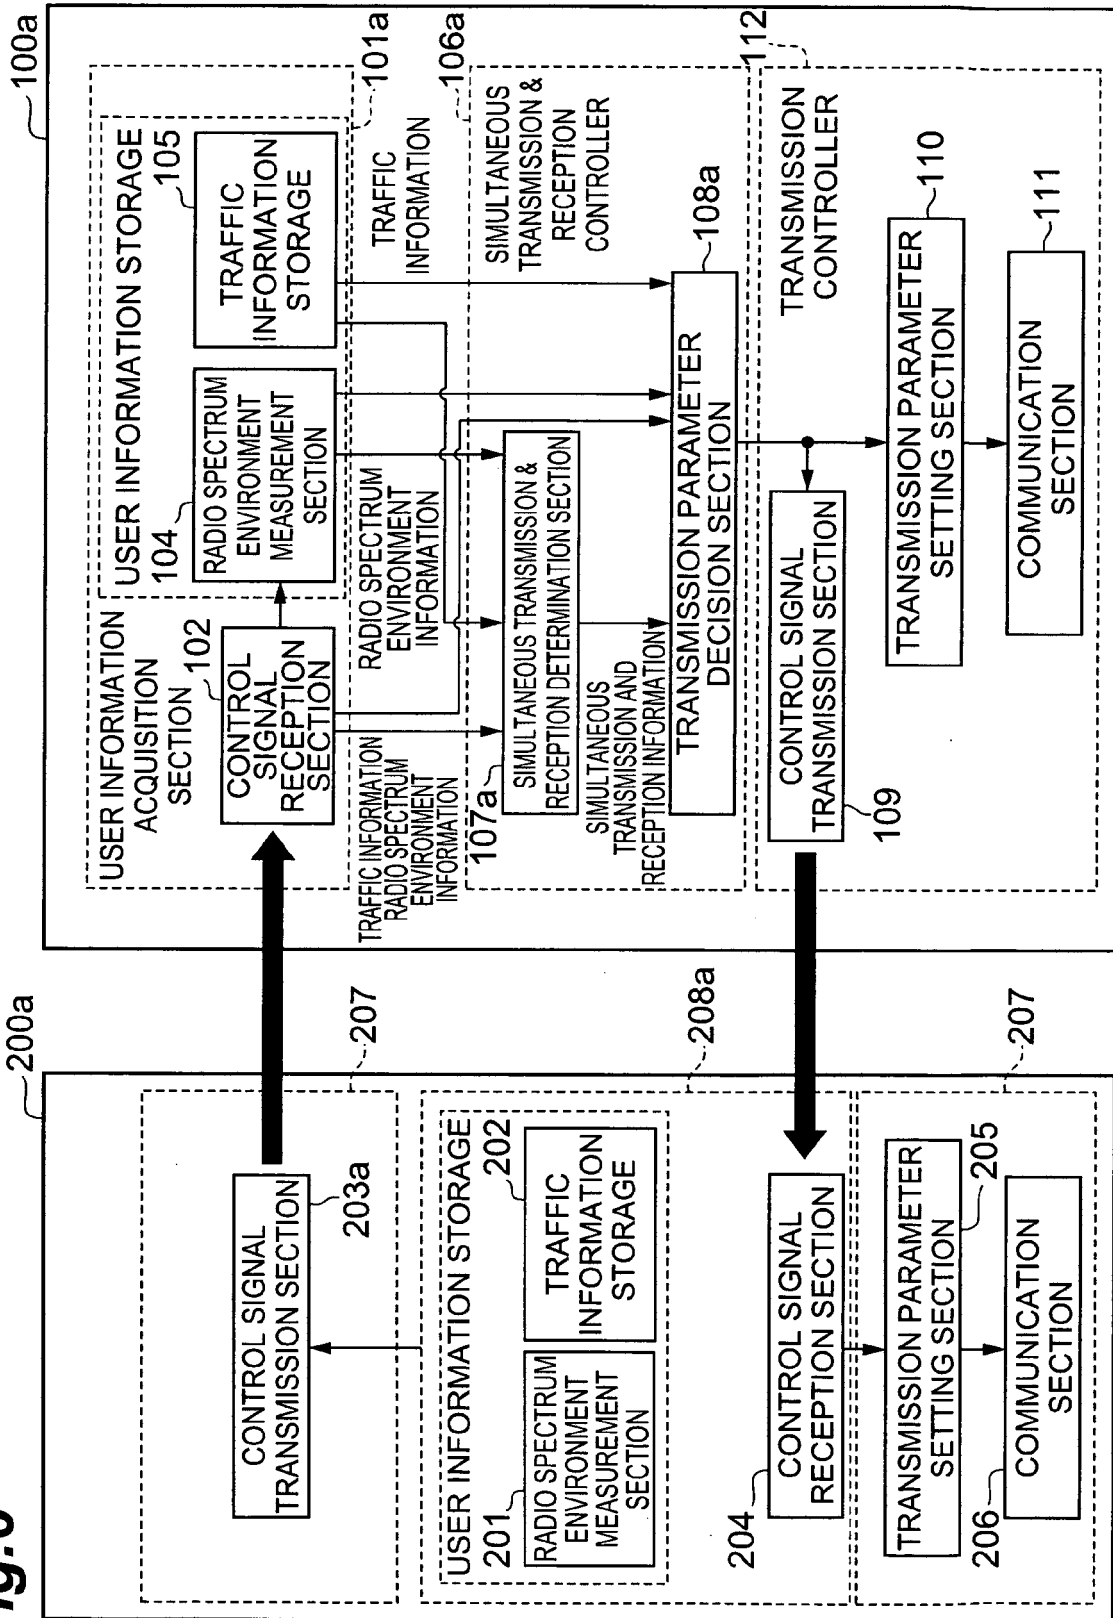 ig.6
200a
207
CONTROL SIGNAL
TRANSMISSION SECTION
203a
208a
USER INFORMATION STORAGE
201
RADIO SPECTRUM
ENVIRONMENT
MEASUREMENT
SECTION
202
TRAFFIC
INFORMATION
STORAGE
204
CONTROL SIGNAL
RECEPTION SECTION
207
TRANSMISSION PARAMETER
SETTING SECTION
205
206
COMMUNICATION
SECTION
100a
USER INFORMATION
ACQUISITION
SECTION
101a
102
CONTROL
SIGNAL
RECEPTION
SECTION
USER INFORMATION STORAGE
104
RADIO SPECTRUM
ENVIRONMENT
MEASUREMENT
SECTION
105
TRAFFIC
INFORMATION
STORAGE
TRAFFIC INFORMATION
RADIO SPECTRUM
ENVIRONMENT
INFORMATION
RADIO SPECTRUM
ENVIRONMENT
INFORMATION
TRAFFIC
INFORMATION
106a
SIMULTANEOUS
TRANSMISSION &
RECEPTION
CONTROLLER
107a
SIMULTANEOUS TRANSMISSION &
RECEPTION DETERMINATION SECTION
SIMULTANEOUS
TRANSMISSION AND
RECEPTION INFORMATION
108a
TRANSMISSION PARAMETER
DECISION SECTION
112
TRANSMISSION
CONTROLLER
CONTROL SIGNAL
TRANSMISSION SECTION
109
110
TRANSMISSION PARAMETER
SETTING SECTION
111
COMMUNICATION
SECTION